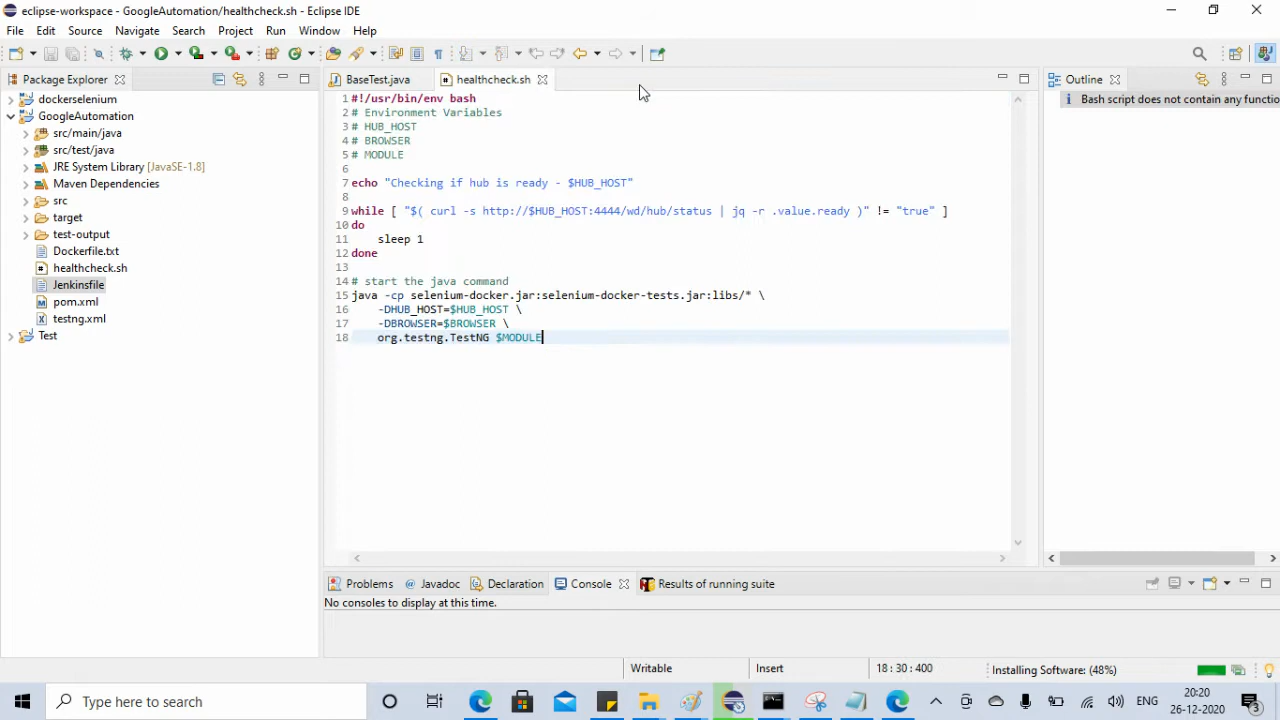 eclipse-workspace - GoogleAutomation/healthcheck.sh - Eclipse IDE
File Edit Source Refactor Navigate Search Project Run Window Help
Package Explorer
dockerselenium
GoogleAutomation
src/main/java
src/test/java
JRE System Library [JavaSE-1.8]
Maven Dependencies
src
target
test-output
Dockerfile.txt
healthcheck.sh
Jenkinsfile
pom.xml
testng.xml
Test
BaseTest.java healthcheck.sh
1 #!/usr/bin/env bash
2 # Environment Variables
3 # HUB_HOST
4 # BROWSER
5 # MODULE
6
7 echo "Checking if hub is ready - $HUB_HOST"
8
9 while [ "$( curl -s http://$HUB_HOST:4444/wd/hub/status | jq -r .value.ready )" != "true" ]
10 do
11 sleep 1
12 done
13
14 # start the java command
15 java -cp selenium-docker.jar:selenium-docker-tests.jar:libs/* \
16 -DHUB_HOST=$HUB_HOST \
17 -DBROWSER=$BROWSER \
18 org.testng.TestNG $MODULE
Outline
Bash script does not contain any functio
Problems Javadoc Declaration Console Results of running suite
No consoles to display at this time.
Writable Insert 18 : 30 : 400 Installing Software: (48%)
Type here to search
ENG
20:20
26-12-2020
3